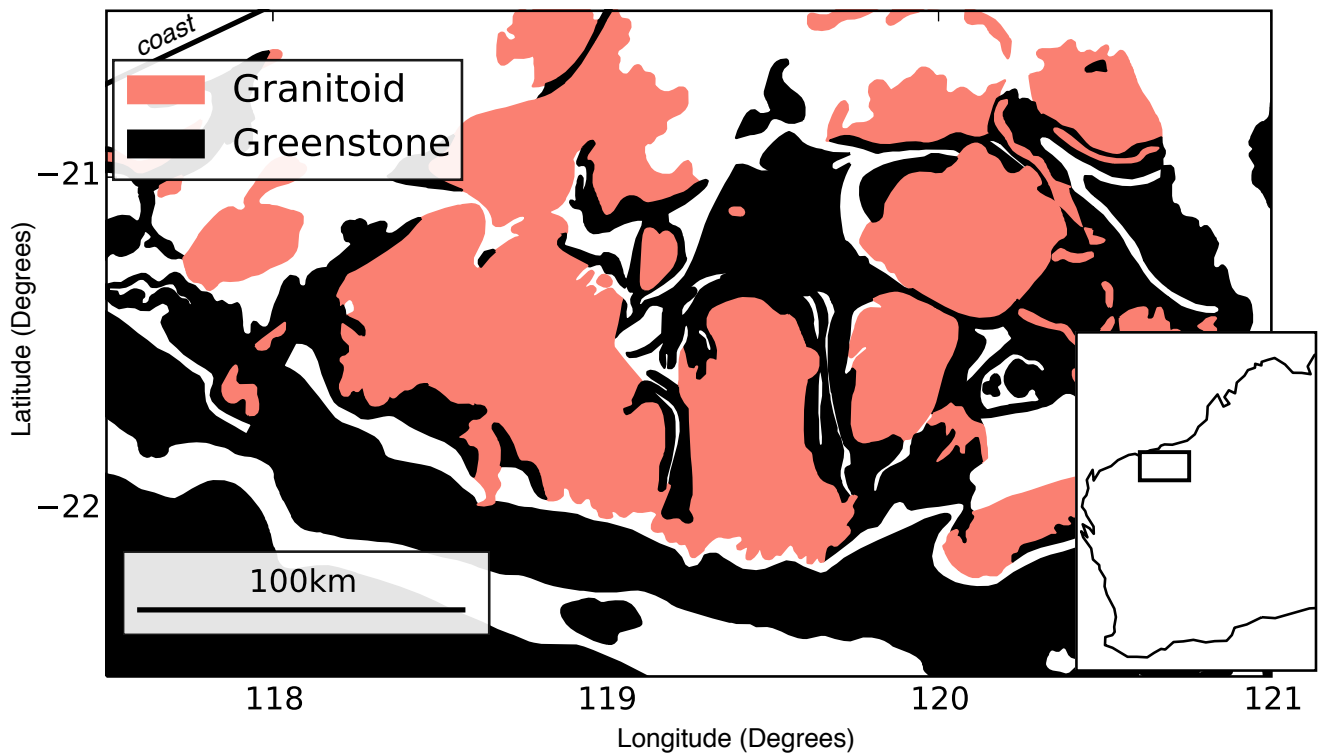 coast
Granitoid
Greenstone
−21
−22
Latitude (Degrees)
100km
118
119
120
121
Longitude (Degrees)